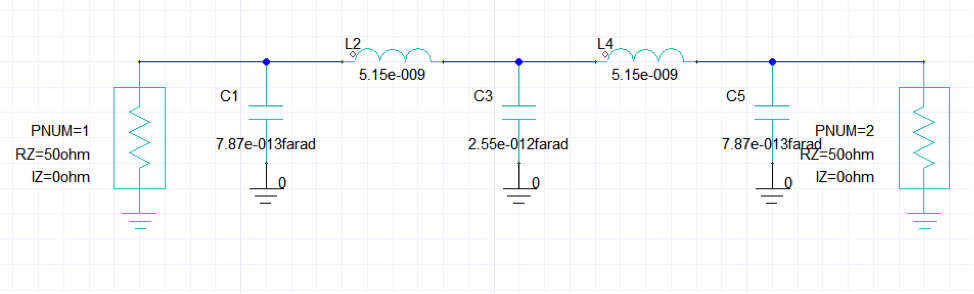 L2
L4
5.15e-009
5.15e-009
C1
C3
C5
PNUM=1
RZ=50ohm
IZ=0ohm
7.87e-013farad
2.55e-012farad
7.87e-013farad
PNUM=2
RZ=50ohm
IZ=0ohm
0
0
0